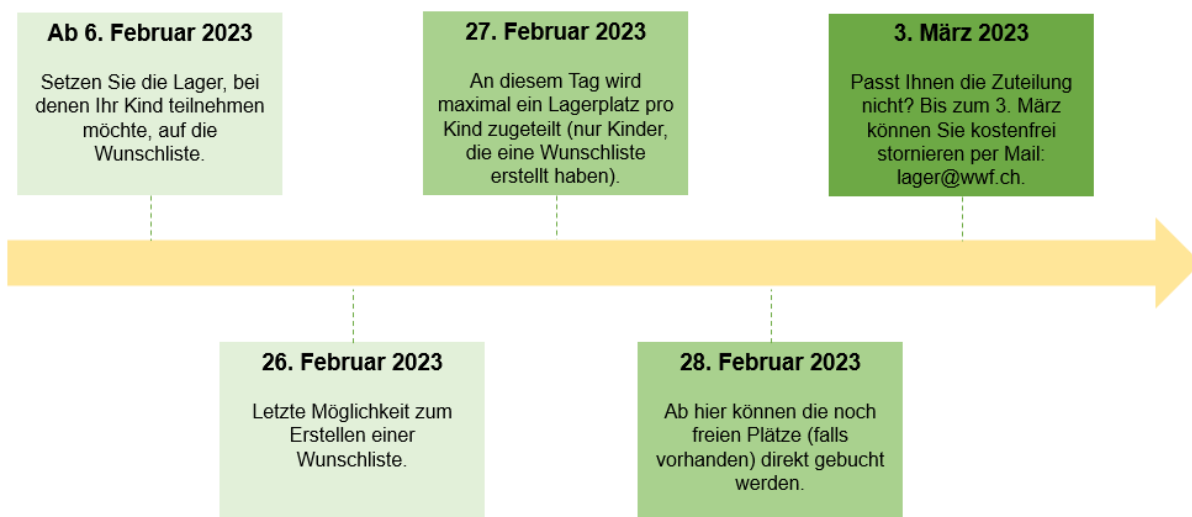 Ab 6. Februar 2023
Setzen Sie die Lager, bei
denen Ihr Kind teilnehmen
möchte, auf die
Wunschliste.
26. Februar 2023
Letzte Möglichkeit zum
Erstellen einer
Wunschliste.
27. Februar 2023
An diesem Tag wird
maximal ein Lagerplatz pro
Kind zugeteilt (nur Kinder,
die eine Wunschliste
erstellt haben).
28. Februar 2023
Ab hier können die noch
freien Plätze (falls
vorhanden) direkt gebucht
werden.
3. März 2023
Passt Ihnen die Zuteilung
nicht? Bis zum 3. März
können Sie kostenfrei
stornieren per Mail:
lager@wwf.ch.